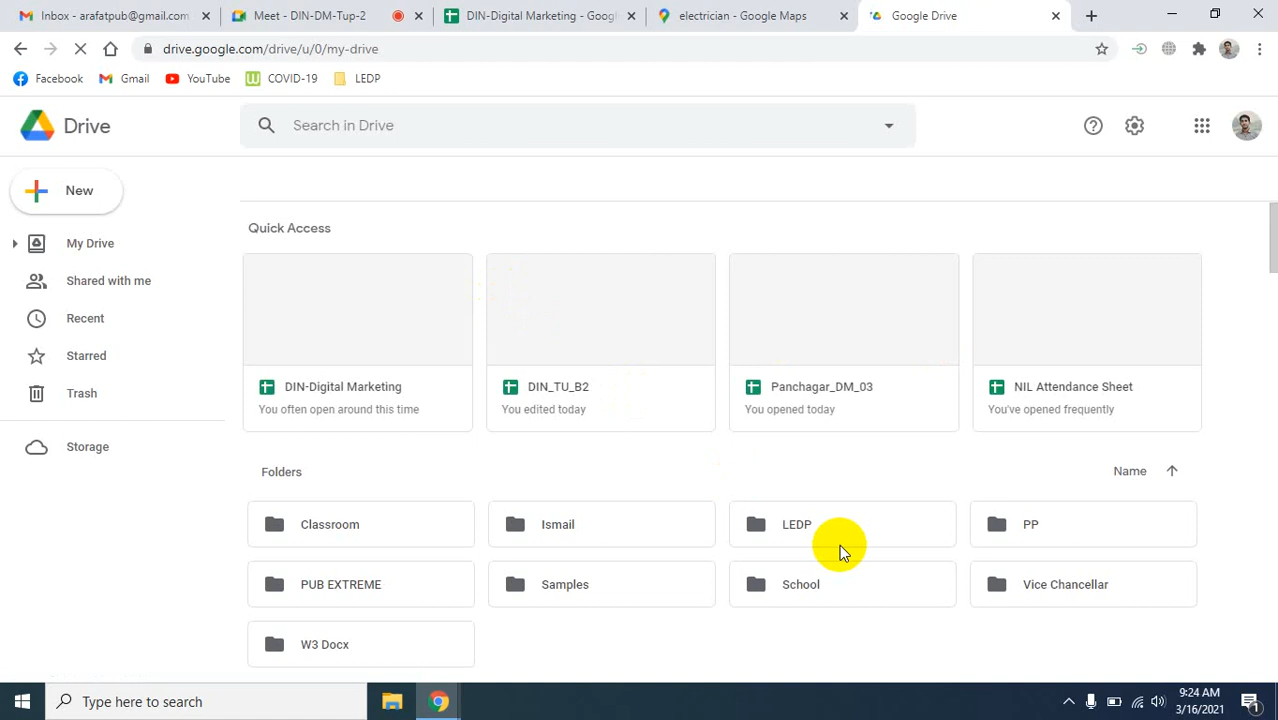 Inbox - arafatpub@gmail.com
Meet - DIN-DM-Tup-2
DIN-Digital Marketing - Goog
electrician - Google Maps
Google Drive
drive.google.com/drive/u/0/my-drive
Facebook
Gmail
YouTube
COVID-19
LEDP
Drive
Search in Drive
New
My Drive
Shared with me
Recent
Starred
Trash
Storage
Quick Access
DIN-Digital Marketing
You often open around this time
DIN_TU_B2
You edited today
Panchagar_DM_03
You opened today
NIL Attendance Sheet
You've opened frequently
Folders
Name
Classroom
Ismail
LEDP
PP
PUB EXTREME
Samples
School
Vice Chancellar
W3 Docx
Type here to search
9:24 AM
3/16/2021
1